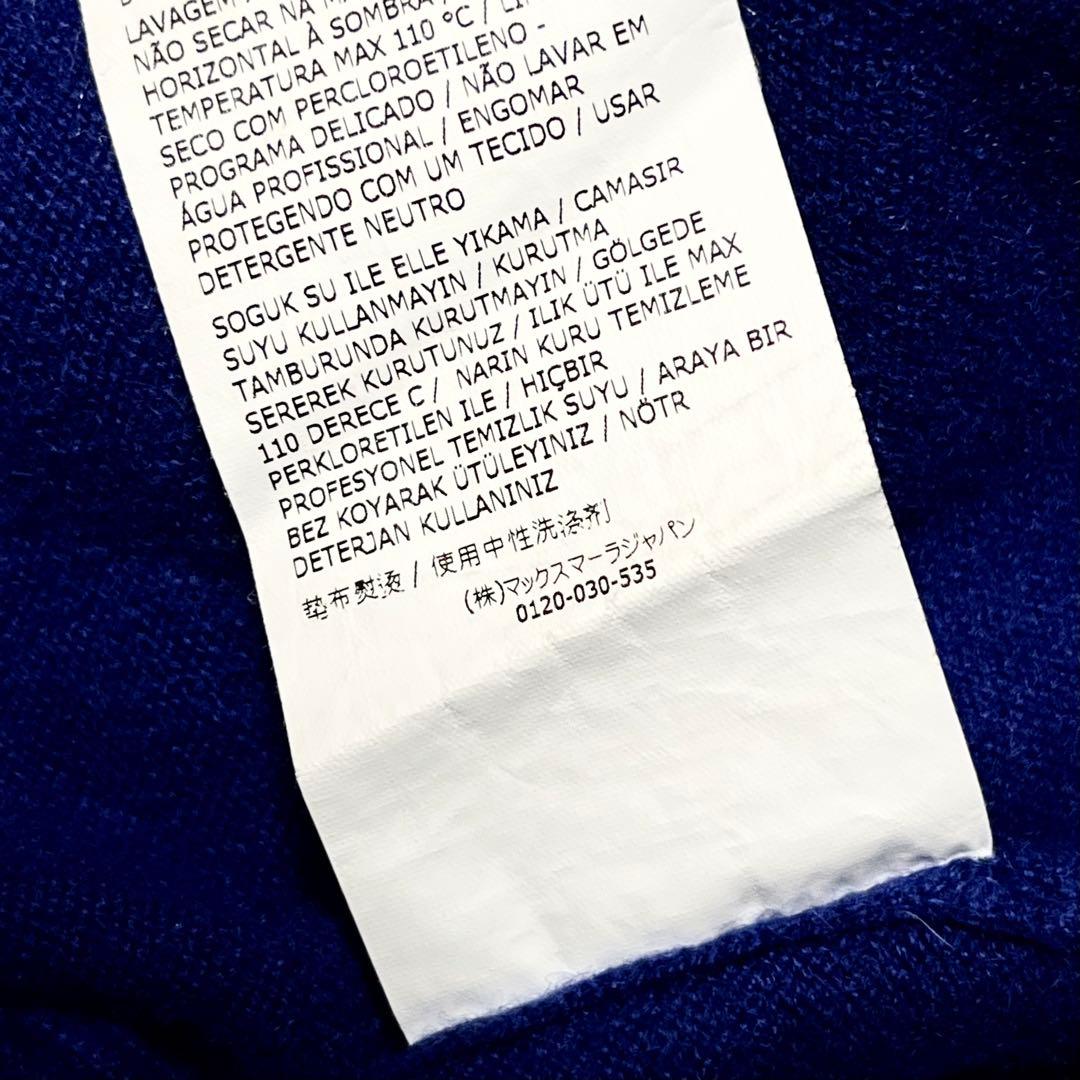 LAVAGEM
NÃO SECAR NA
HORIZONTAL À SOMBRA
TEMPERATURA MAX 110 °C /
SECO COM PERCLOROETILENO -
PROGRAMA DELICADO / NÃO LAVAR EM
ÁGUA PROFISSIONAL / ENGOMAR
PROTEGENDO COM UM TECIDO / USAR
DETERGENTE NEUTRO
SOGUK SU ILE ELLE YIKAMA / CAMASIR
SUYU KULLANMAYIN / KURUTMA
TAMBURUNDA KURUTMAYIN / GÖLGEDE
SEREREK KURUTUNUZ / ILIK ÜTÜ ILE MAX
110 DERECE C / NARIN KURU TEMIZLEME
PERKLORETILEN ILE / HIÇBIR
PROFESYONEL TEMIZLIK SUYU / ARAYA BIR
BEZ KOYARAK ÜTÜLEYINIZ / NÖTR
DETERJAN KULLANINIZ
垫布熨烫 / 使用中性洗涤剂
(株)マックスマーラジャパン
0120-030-535